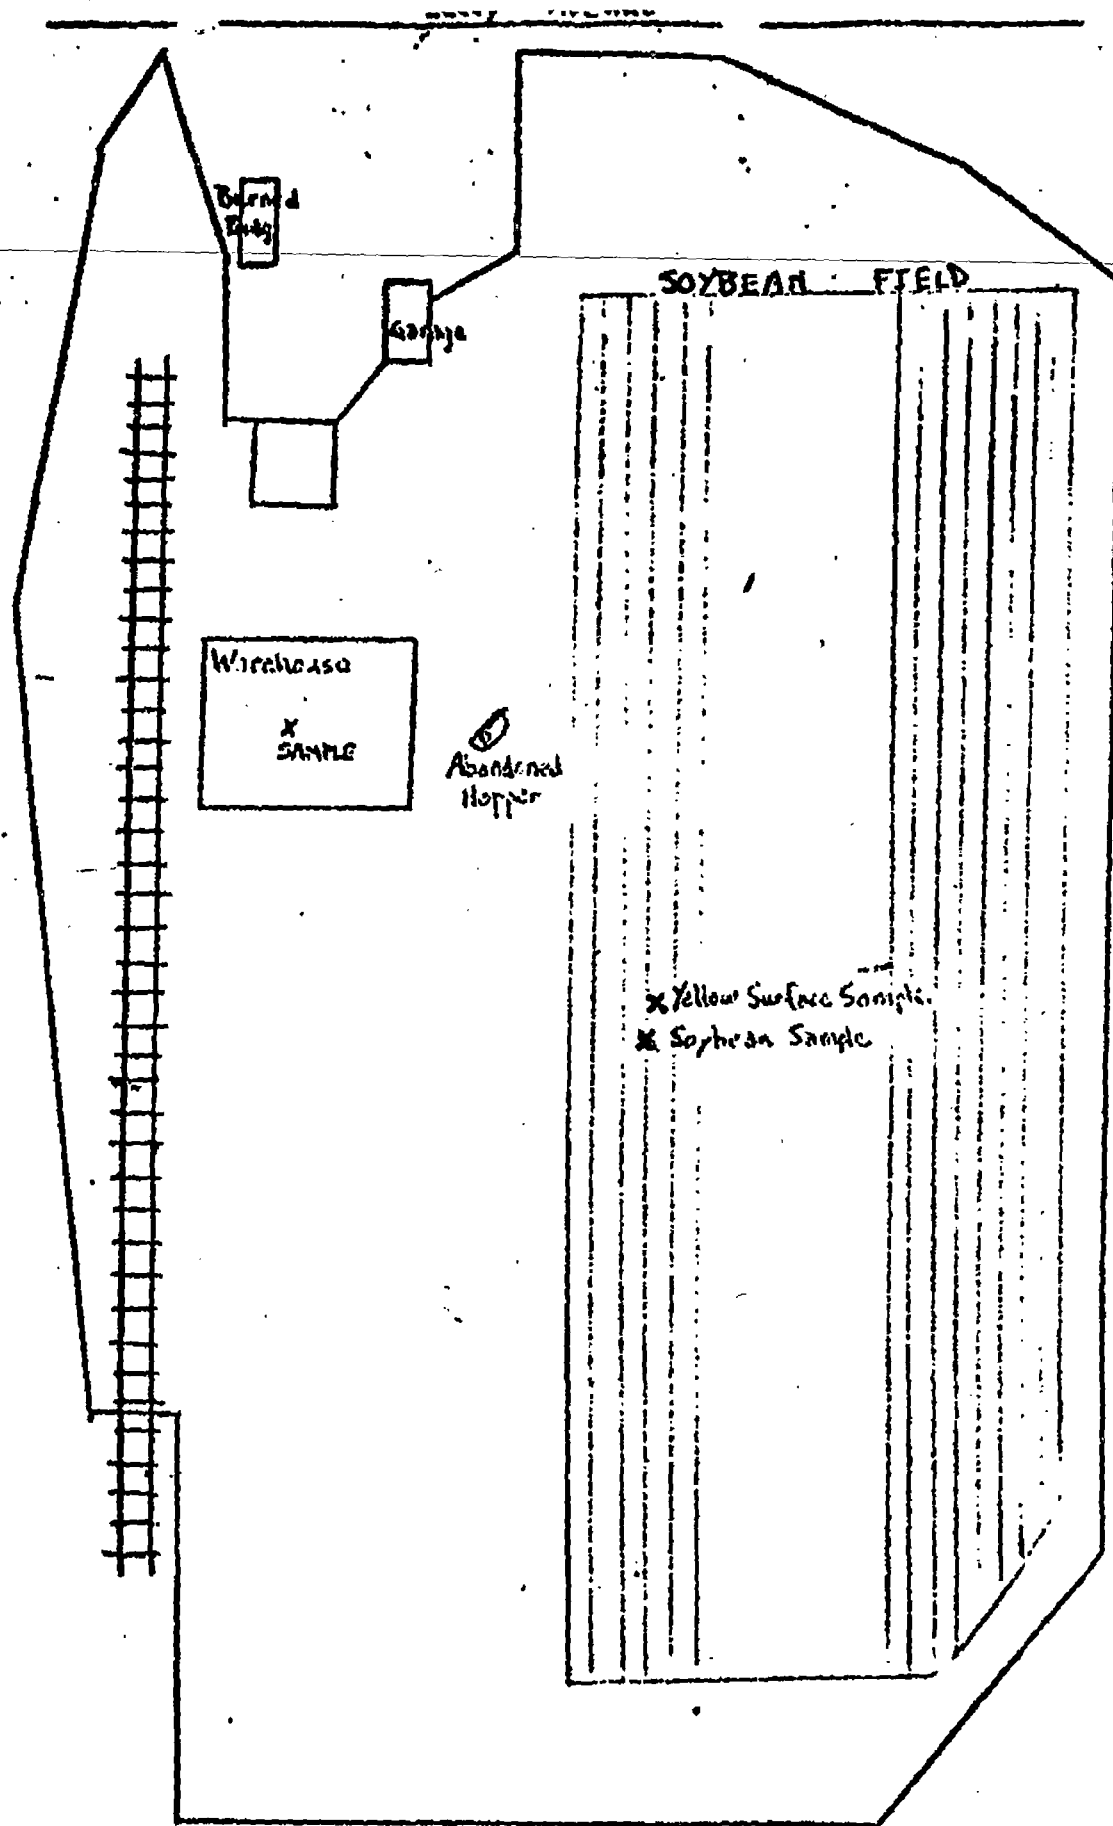 Burned
Bldg
SOYBEAN FIELD
Garage
Warehouse
X
SAMPLE
Abandoned
Hopper
X Yellow Surface Sample
X Soybean Sample